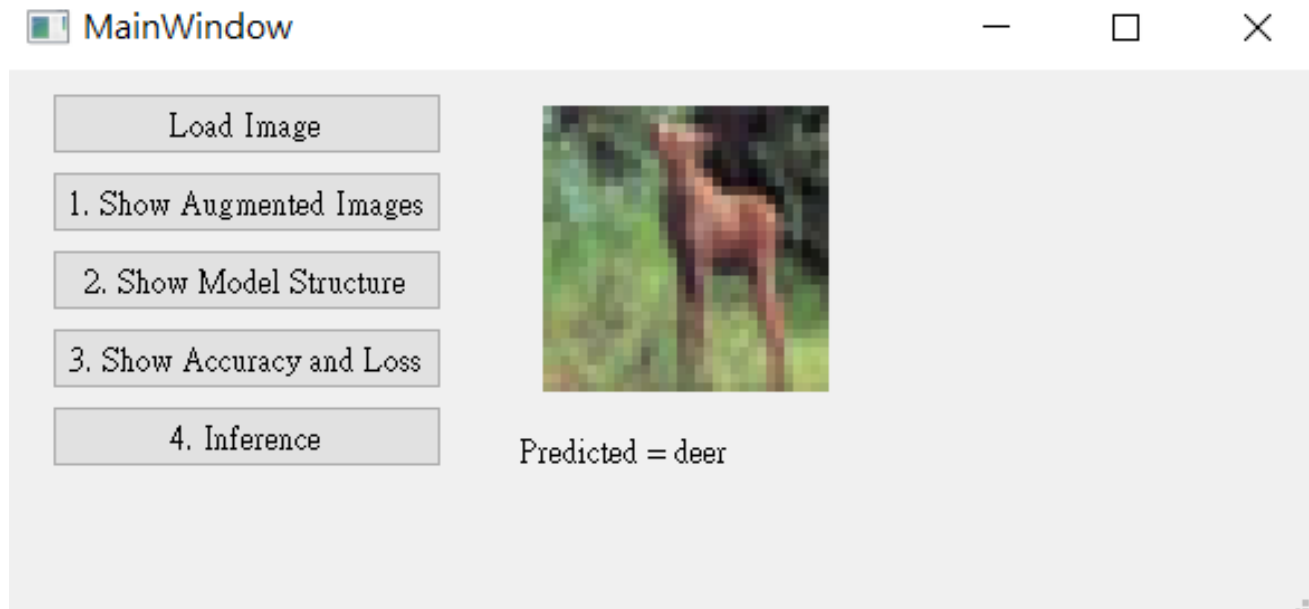 MainWindow
Load Image
1. Show Augmented Images
2. Show Model Structure
3. Show Accuracy and Loss
4. Inference
Predicted = deer